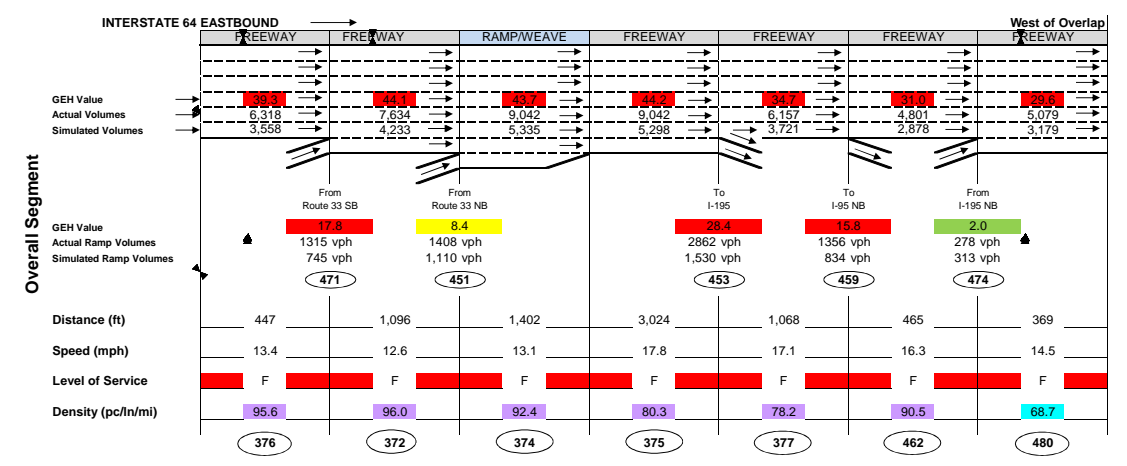 INTERSTATE 64 EASTBOUND West of Overlap
FREEWAY FREEWAY RAMP/WEAVE FREEWAY FREEWAY FREEWAY FREEWAY
GEH Value 39.3 44.1 43.7 44.2 34.7 31.0 29.6
Actual Volumes 6,318 7,634 9,042 9,042 6,157 4,801 5,079
Simulated Volumes 3,558 4,233 5,335 5,298 3,721 2,878 3,179
From From To To From
Route 33 SB Route 33 NB I-195 I-95 NB I-195 NB
GEH Value 17.8 8.4 28.4 15.8 2.0
Actual Ramp Volumes 1315 vph 1408 vph 2862 vph 1356 vph 278 vph
Simulated Ramp Volumes 745 vph 1,110 vph 1,530 vph 834 vph 313 vph
471 451 453 459 474
Overall Segment
Distance (ft) 447 1,096 1,402 3,024 1,068 465 369
Speed (mph) 13.4 12.6 13.1 17.8 17.1 16.3 14.5
Level of Service F F F F F F F
Density (pc/ln/mi) 95.6 96.0 92.4 80.3 78.2 90.5 68.7
376 372 374 375 377 462 480